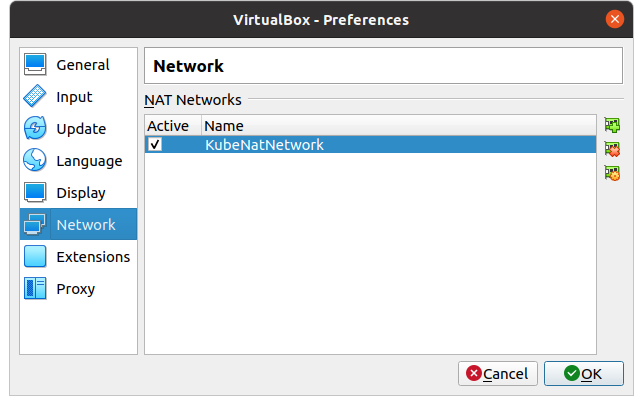 VirtualBox - Preferences
General
Input
Update
Language
Display
Network
Extensions
Proxy
Network
NAT Networks
Active Name
KubeNatNetwork
Cancel OK